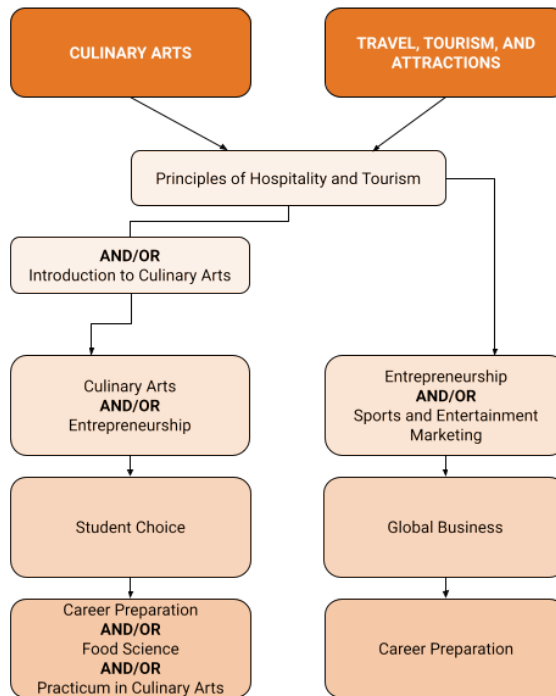 CULINARY ARTS
TRAVEL, TOURISM, AND
ATTRACTIONS
Principles of Hospitality and Tourism
AND/OR
Introduction to Culinary Arts
Culinary Arts
AND/OR
Entrepreneurship
Entrepreneurship
AND/OR
Sports and Entertainment
Marketing
Student Choice
Global Business
Career Preparation
AND/OR
Food Science
AND/OR
Practicum in Culinary Arts
Career Preparation